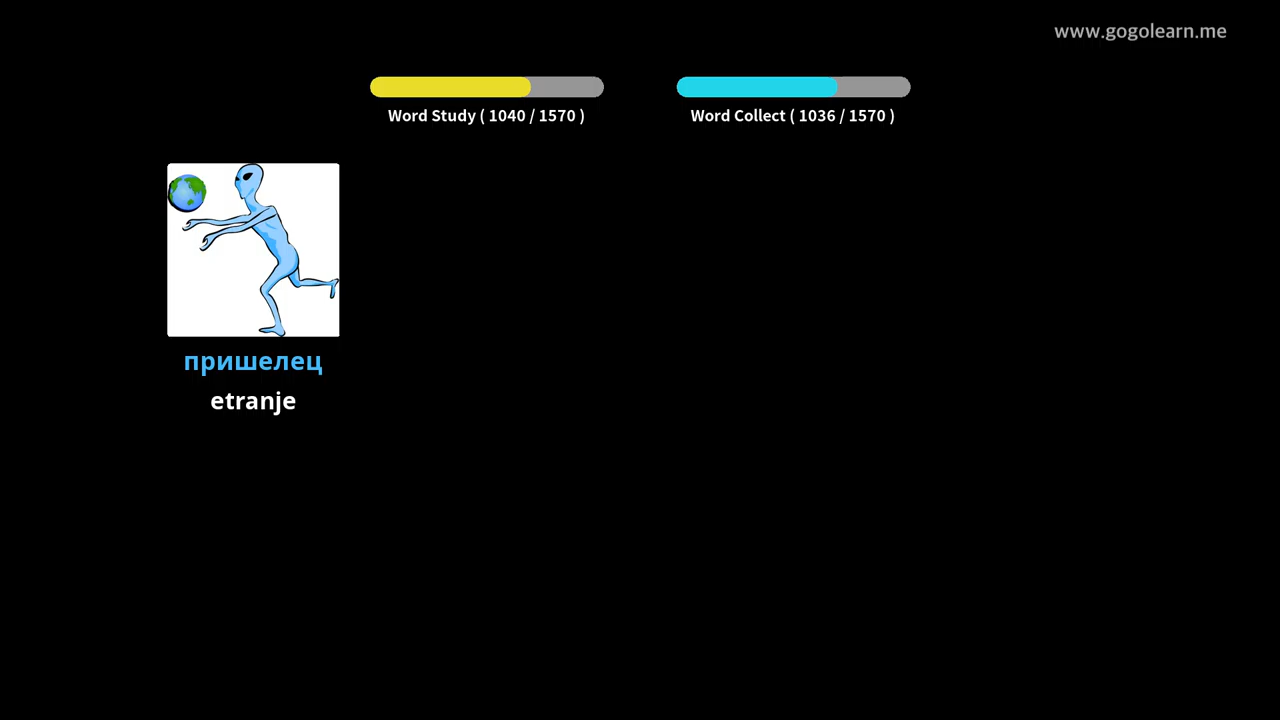 www.gogolearn.me
Word Study ( 1040 / 1570 )
Word Collect ( 1036 / 1570 )
пришелец
etranje